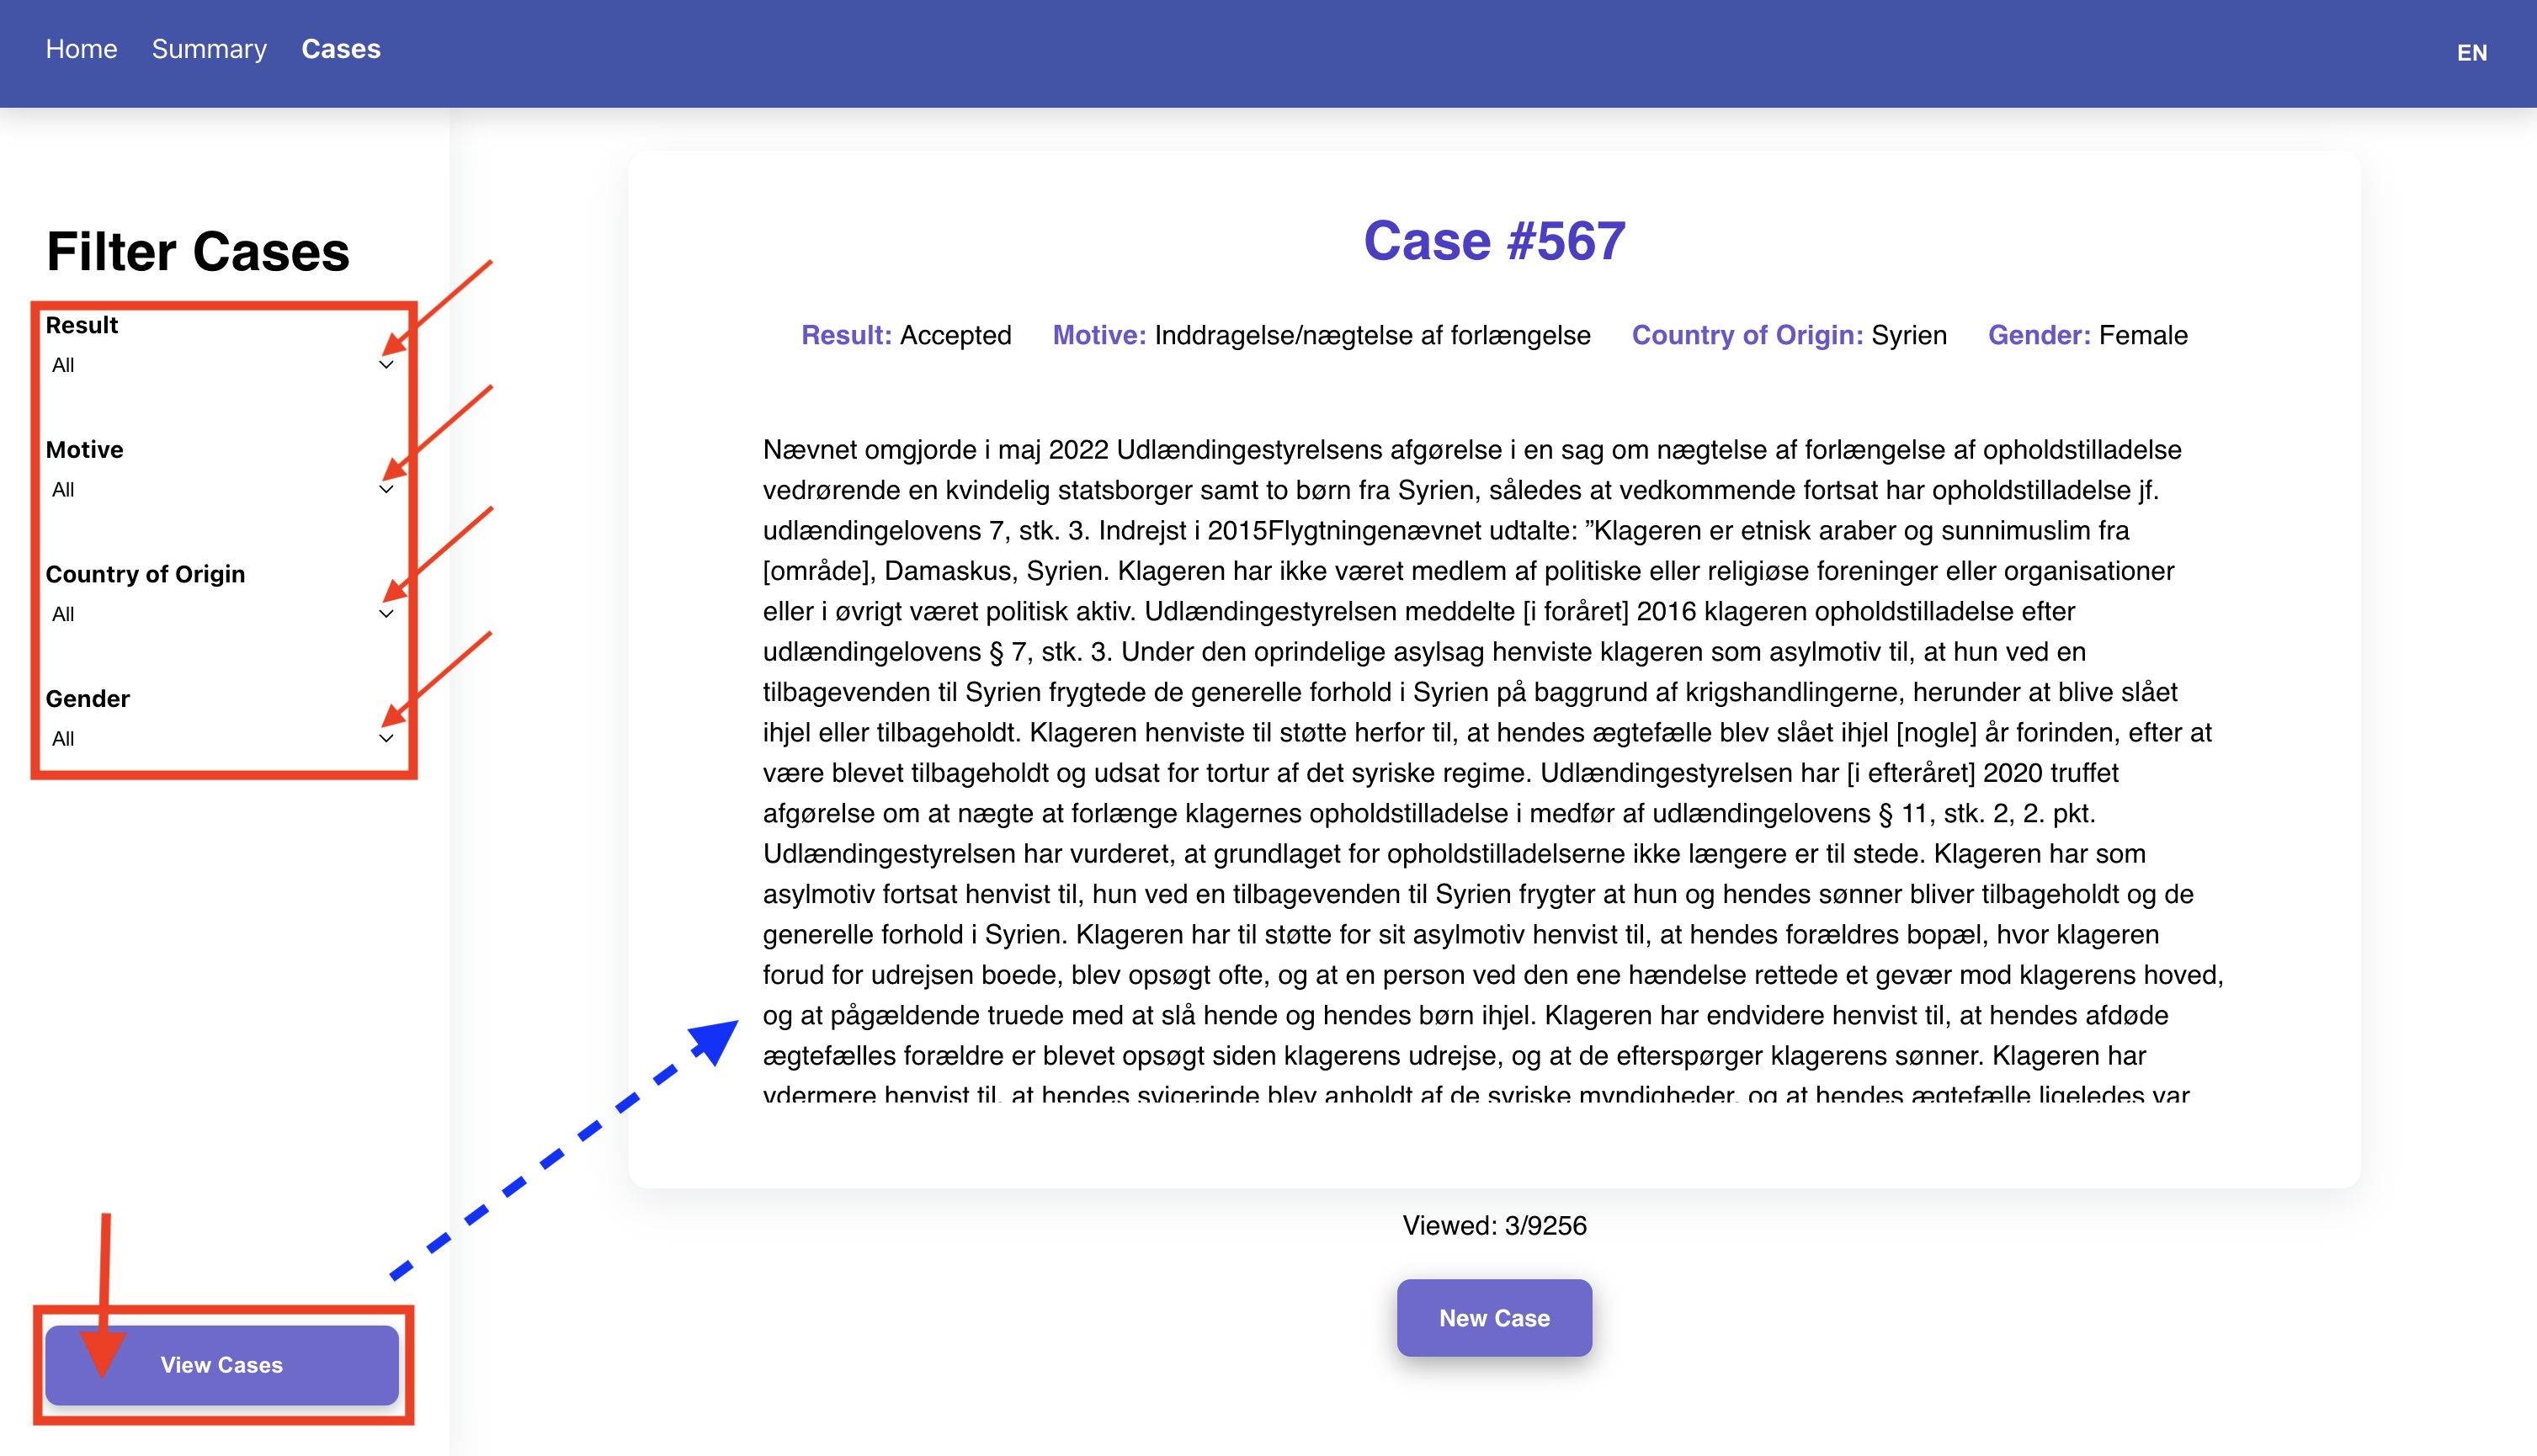 Home Summary Cases EN
Filter Cases
Result
All
Motive
All
Country of Origin
All
Gender
All
View Cases
Case #567
Result: Accepted Motive: Inddragelse/nægtelse af forlængelse Country of Origin: Syrien Gender: Female
Nævnet omgjorde i maj 2022 Udlændingestyrelsens afgørelse i en sag om nægtelse af forlængelse af opholdstilladelse
vedrørende en kvindelig statsborger samt to børn fra Syrien, således at vedkommende fortsat har opholdstilladelse jf.
udlændingelovens 7, stk. 3. Indrejst i 2015Flygtningenævnet udtalte: ”Klageren er etnisk araber og sunnimuslim fra
[område], Damaskus, Syrien. Klageren har ikke været medlem af politiske eller religiøse foreninger eller organisationer
eller i øvrigt været politisk aktiv. Udlændingestyrelsen meddelte [i foråret] 2016 klageren opholdstilladelse efter
udlændingelovens § 7, stk. 3. Under den oprindelige asylsag henviste klageren som asylmotiv til, at hun ved en
tilbagevenden til Syrien frygtede de generelle forhold i Syrien på baggrund af krigshandlingerne, herunder at blive slået
ihjel eller tilbageholdt. Klageren henviste til støtte herfor til, at hendes ægtefælle blev slået ihjel [nogle] år forinden, efter at
være blevet tilbageholdt og udsat for tortur af det syriske regime. Udlændingestyrelsen har [i efteråret] 2020 truffet
afgørelse om at nægte at forlænge klagernes opholdstilladelse i medfør af udlændingelovens § 11, stk. 2, 2. pkt.
Udlændingestyrelsen har vurderet, at grundlaget for opholdstilladelserne ikke længere er til stede. Klageren har som
asylmotiv fortsat henvist til, hun ved en tilbagevenden til Syrien frygter at hun og hendes sønner bliver tilbageholdt og de
generelle forhold i Syrien. Klageren har til støtte for sit asylmotiv henvist til, at hendes forældres bopæl, hvor klageren
forud for udrejsen boede, blev opsøgt ofte, og at en person ved den ene hændelse rettede et gevær mod klagerens hoved,
og at pågældende truede med at slå hende og hendes børn ihjel. Klageren har endvidere henvist til, at hendes afdøde
ægtefælles forældre er blevet opsøgt siden klagerens udrejse, og at de efterspørger klagerens sønner. Klageren har
ydermere henvist til, at hendes svigerinde blev anholdt af de syriske myndigheder, og at hendes ægtefælle ligeledes var
Viewed: 3/9256
New Case